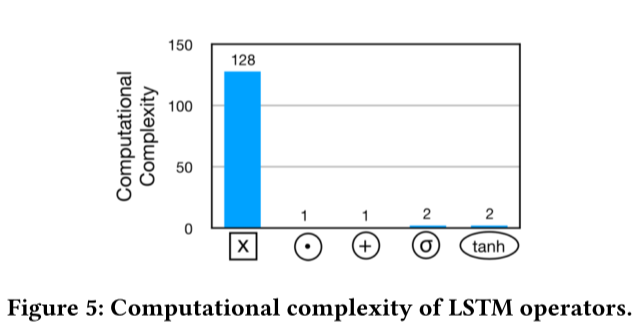 Computational
Complexity
150
100
50
0
128
1
1
2
2
X
•
+
σ
tanh
Figure 5: Computational complexity of LSTM operators.